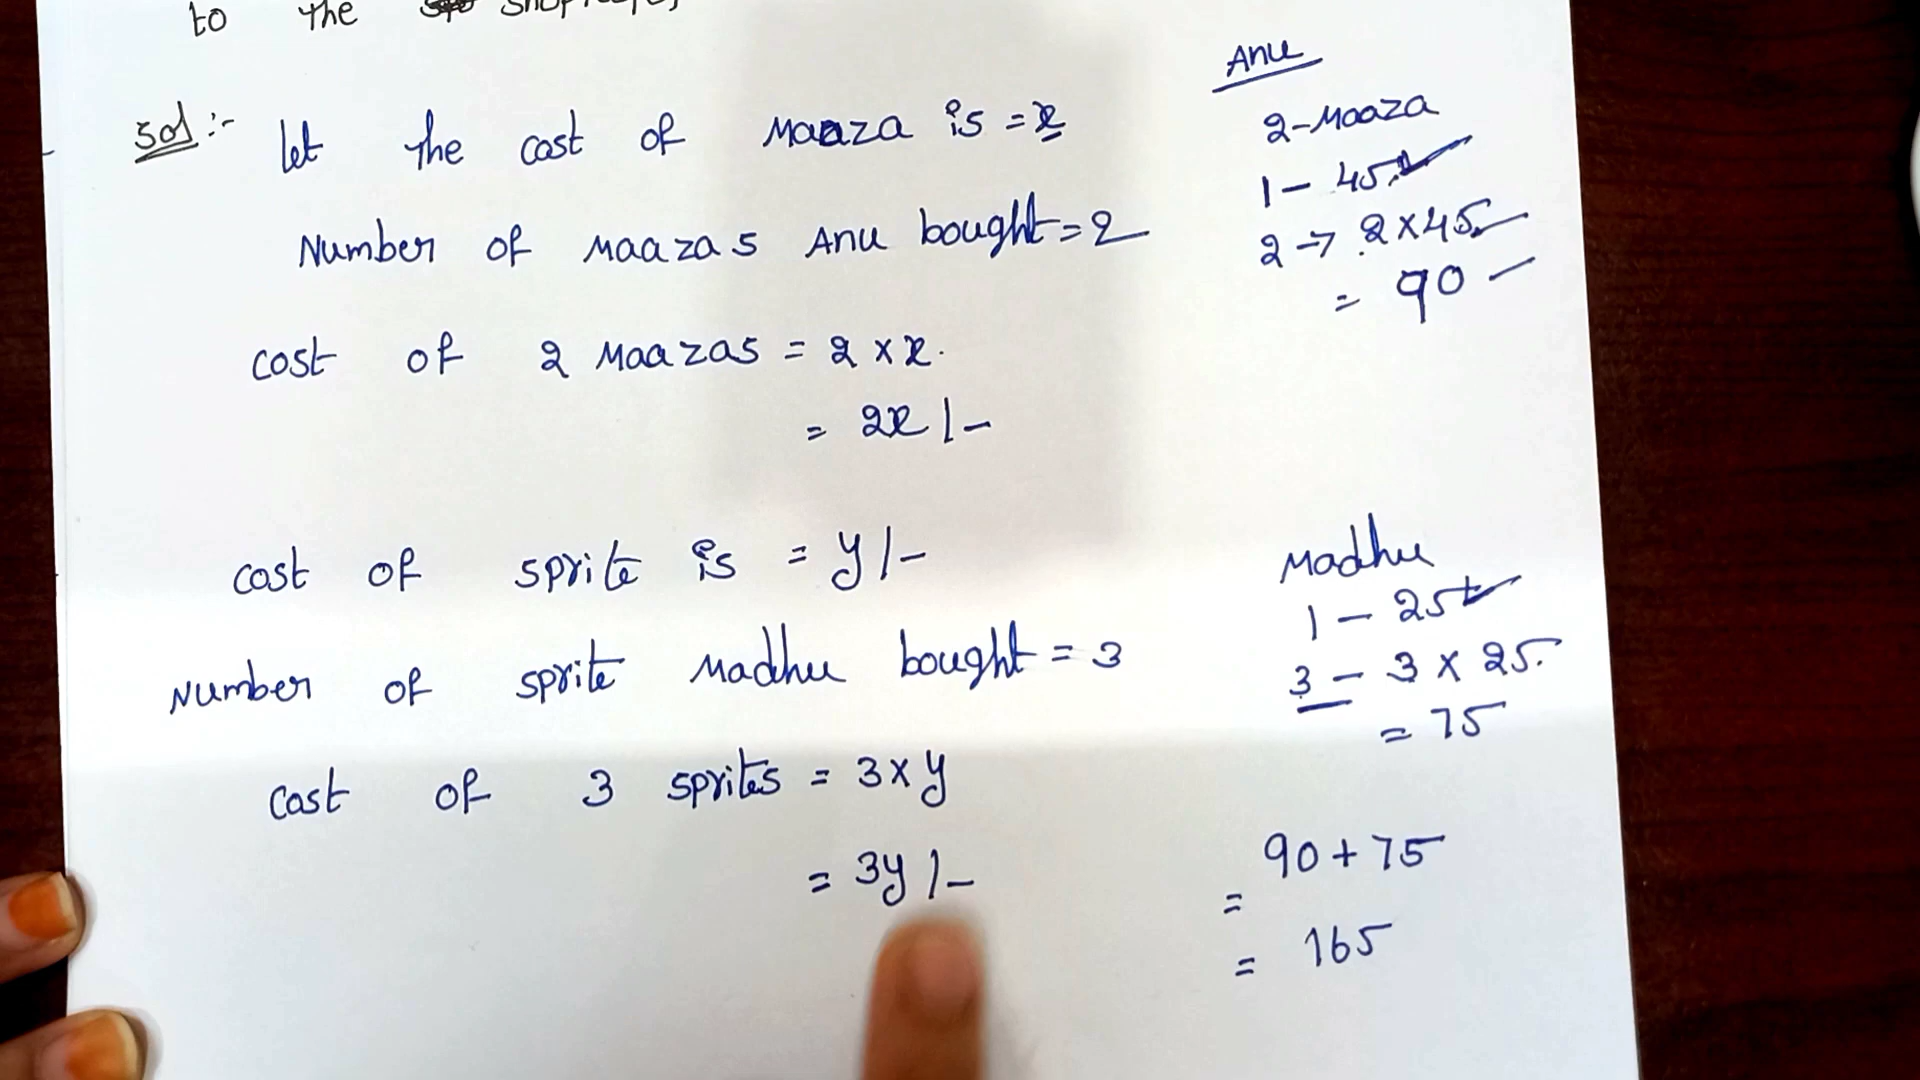 to the
Sol :- let the cost of Maaza is = x
Number of Maazas Anu bought = 2
cost of 2 Maazas = 2 × x.
= 2x /-
cost of sprite is = y /-
Number of sprite Madhu bought = 3
cost of 3 sprites = 3 x y
= 3y /-
Anu
2-Maaza
1 - 45
2 → 2 × 45
= 90
Madhu
1 - 25
3 - 3 × 25.
= 75
= 90 + 75
= 165